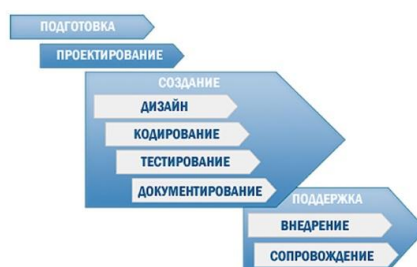 ПОДГОТОВКА
ПРОЕКТИРОВАНИЕ
СОЗДАНИЕ
ДИЗАЙН
КОДИРОВАНИЕ
ТЕСТИРОВАНИЕ
ДОКУМЕНТИРОВАНИЕ
ПОДДЕРЖКА
ВНЕДРЕНИЕ
СОПРОВОЖДЕНИЕ